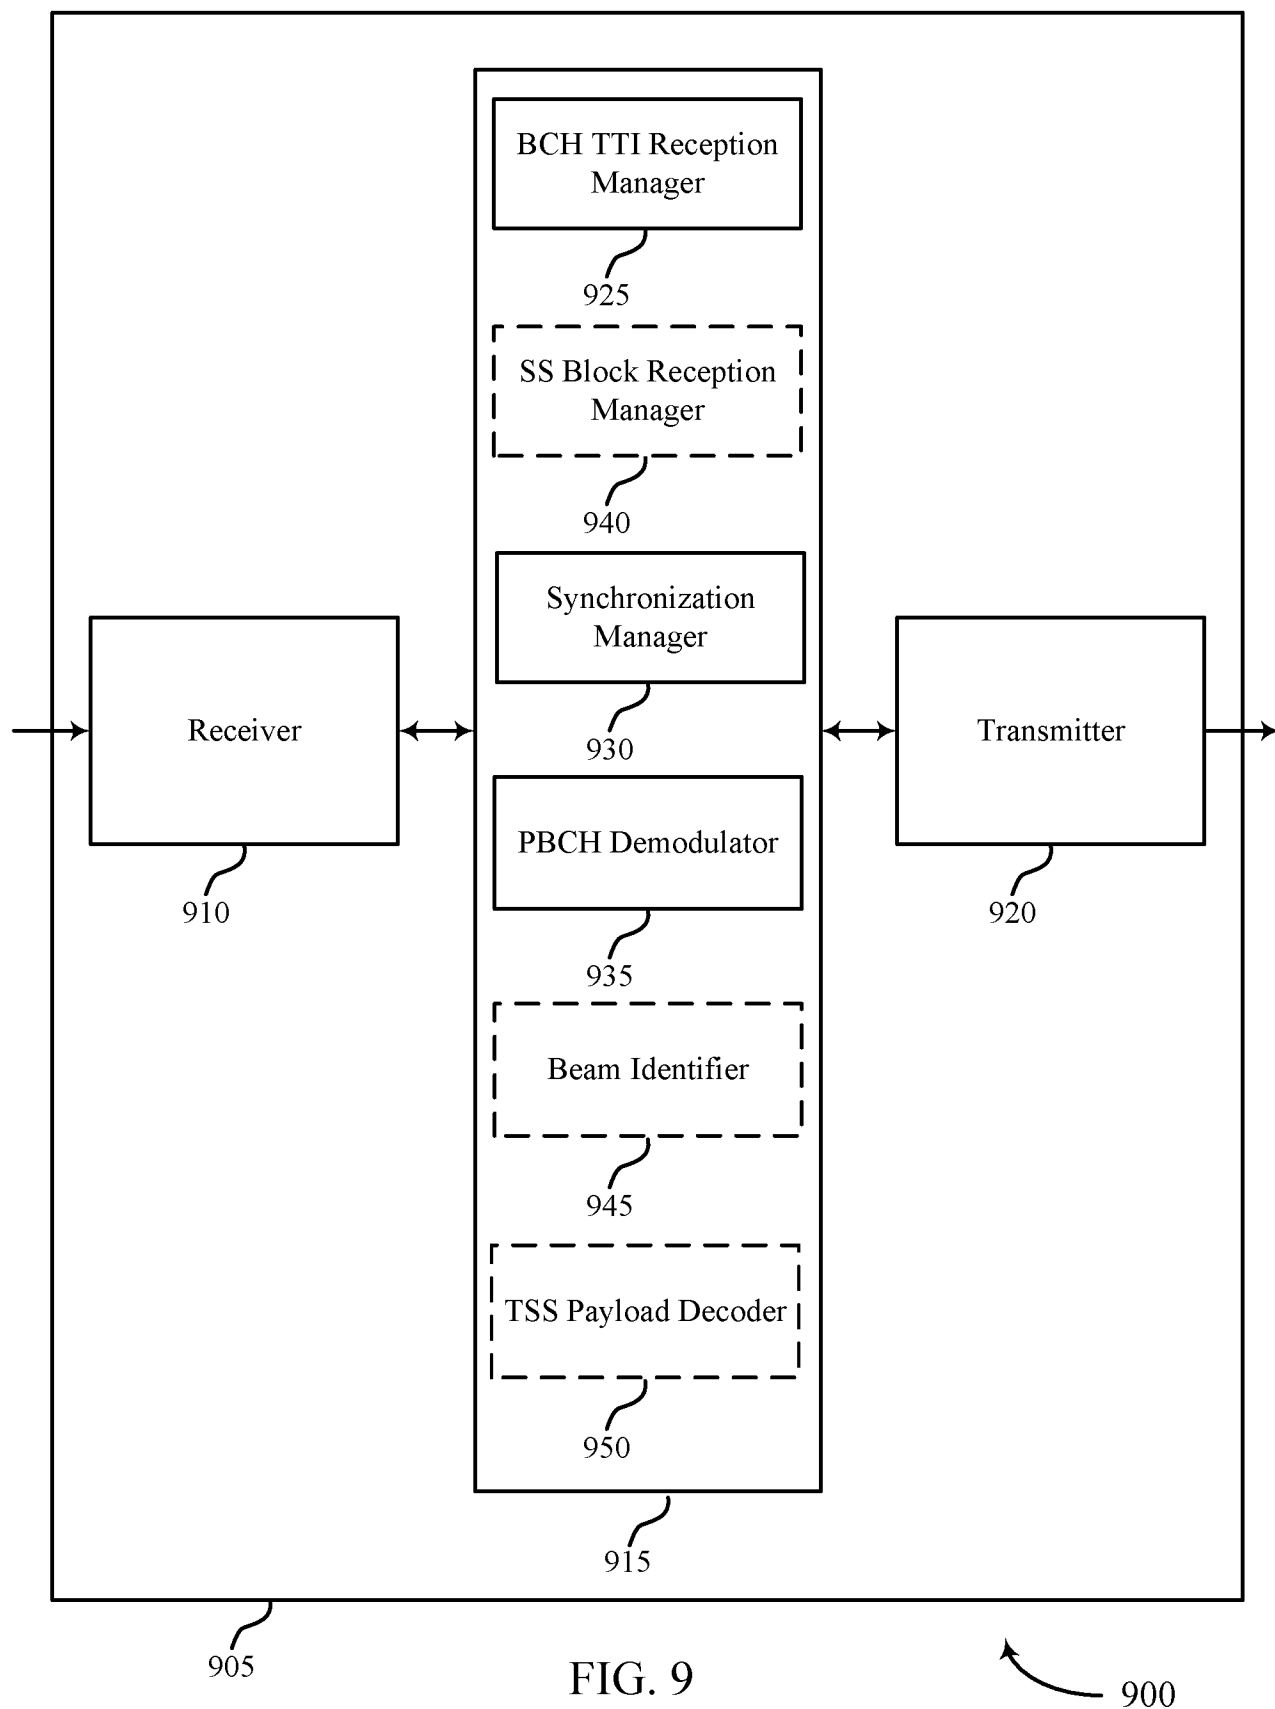 BCH TTI Reception
Manager
925
SS Block Reception
Manager
940
Synchronization
Manager
930
Receiver
910
Transmitter
920
PBCH Demodulator
935
Beam Identifier
945
TSS Payload Decoder
950
915
905
FIG. 9
900